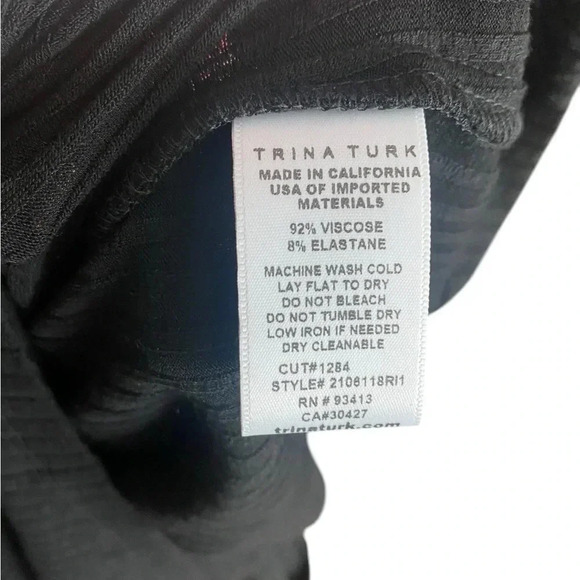 TRINA TURK
MADE IN CALIFORNIA
USA OF IMPORTED
MATERIALS
92% VISCOSE
8% ELASTANE
MACHINE WASH COLD
LAY FLAT TO DRY
DO NOT BLEACH
DO NOT TUMBLE DRY
LOW IRON IF NEEDED
DRY CLEANABLE
CUT#1284
STYLE# 2106118RI1
RN # 93413
CA#30427
trinaturk.com